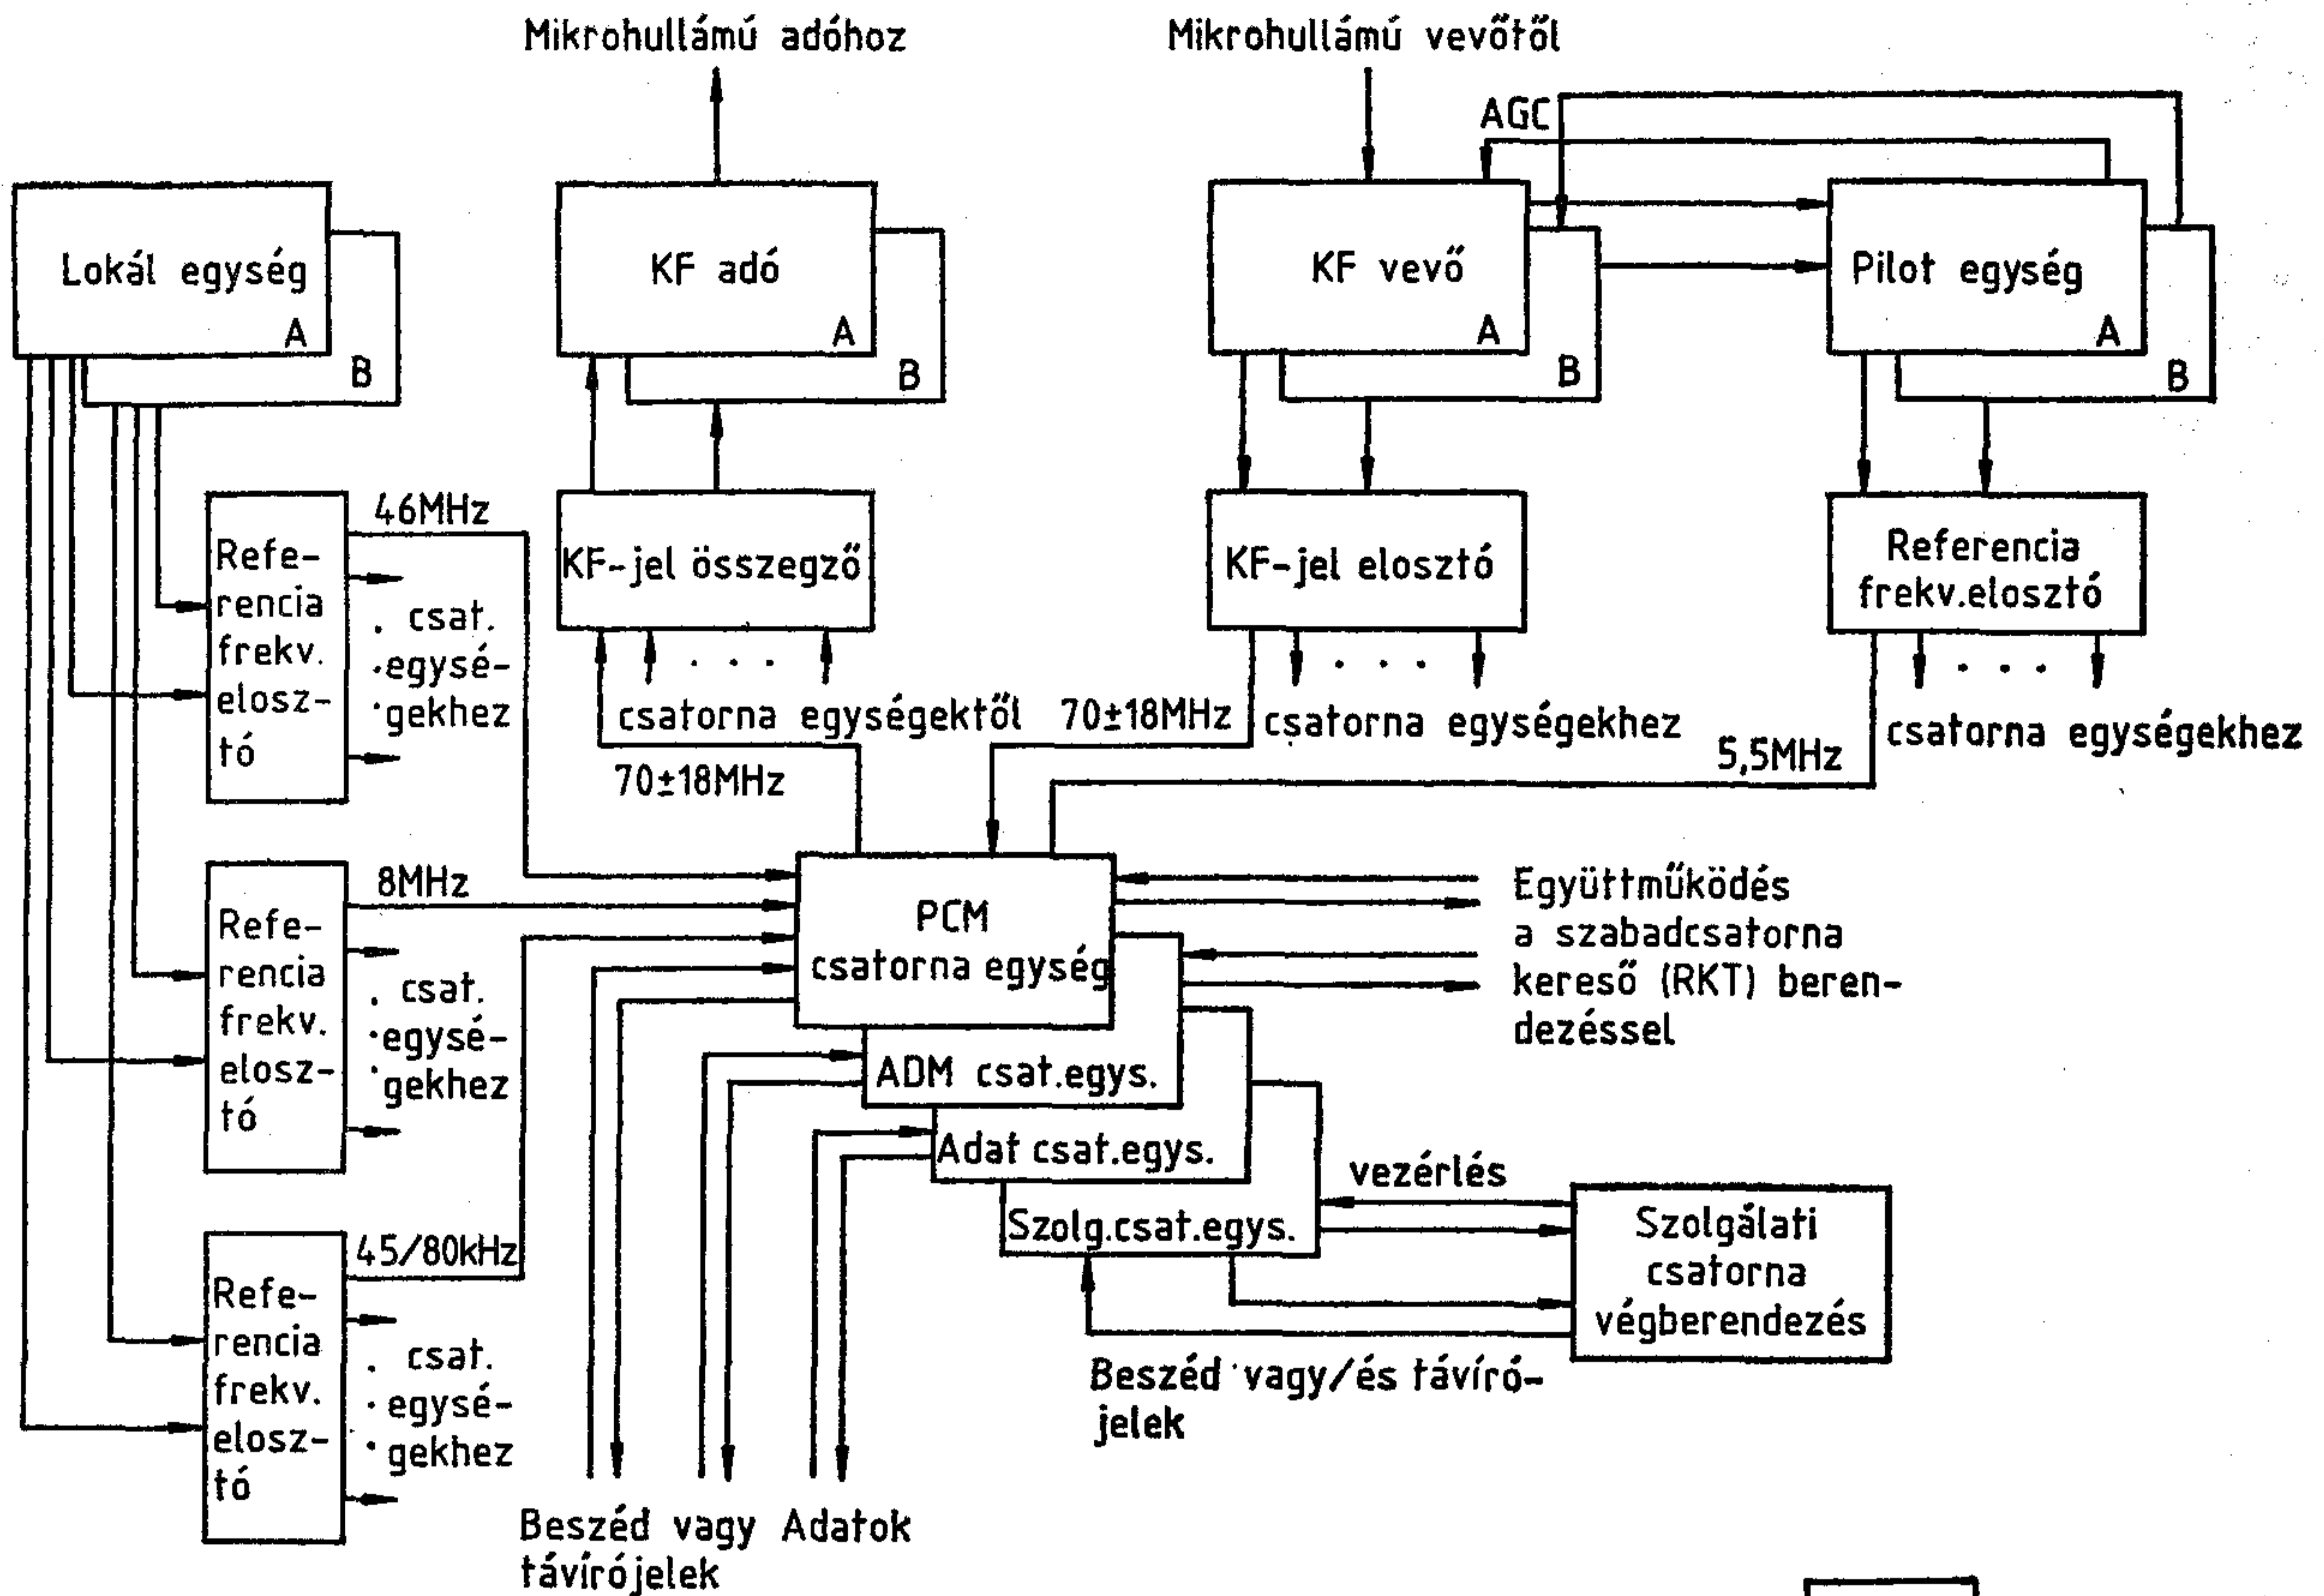 Mikrohullámú adóhoz
Mikrohullámú vevőtől
AGC
Lokál egység
A
B
KF adó
A
B
KF vevő
A
B
Pilot egység
A
B
Refe-
rencia
frekv.
elosz-
tó
46MHz
. csat.
.egysé-
.gekhez
KF-jel összegző
KF-jel elosztó
Referencia
frekv.elosztó
. . .
csatorna egységektől
70±18MHz
70±18MHz
. . .
csatorna egységekhez
5,5MHz
. . .
csatorna egységekhez
Refe-
rencia
frekv.
elosz-
tó
8MHz
. csat.
.egysé-
.gekhez
PCM
csatorna egység
ADM csat.egys.
Adat csat.egys.
Szolg.csat.egys.
Együttműködés
a szabadcsatorna
kereső (RKT) beren-
dezéssel
Refe-
rencia
frekv.
elosz-
tó
45/80kHz
. csat.
.egysé-
.gekhez
vezérlés
Szolgálati
csatorna
végberendezés
Beszéd vagy/és távíró-
jelek
Beszéd vagy
távírójelek
Adatok